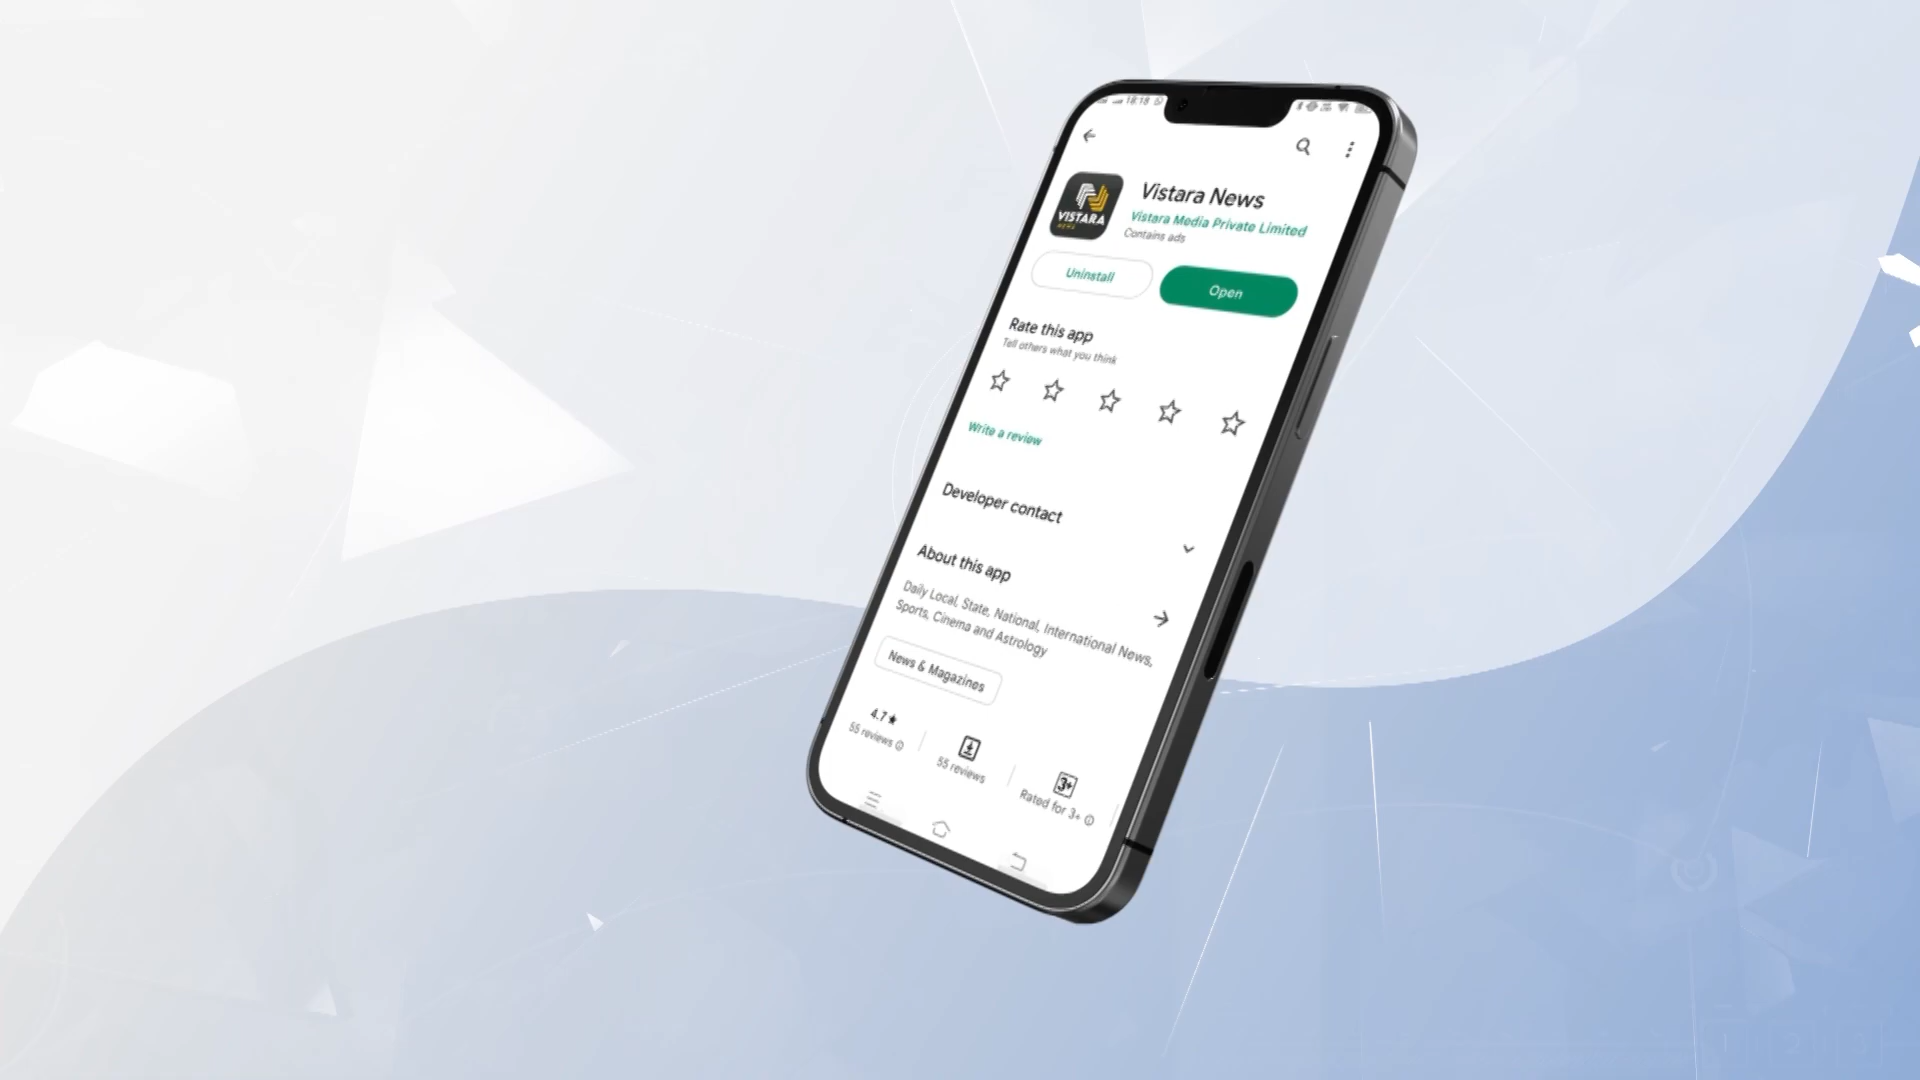 18:18
Vistara News
Vistara Media Private Limited
Contains ads
VISTARA
NEWS
Uninstall
Open
Rate this app
Tell others what you think
Write a review
Developer contact
About this app
Daily Local, State, National, International News,
Sports, Cinema and Astrology
News & Magazines
4.7★
55 reviews
55 reviews
3+
Rated for 3+